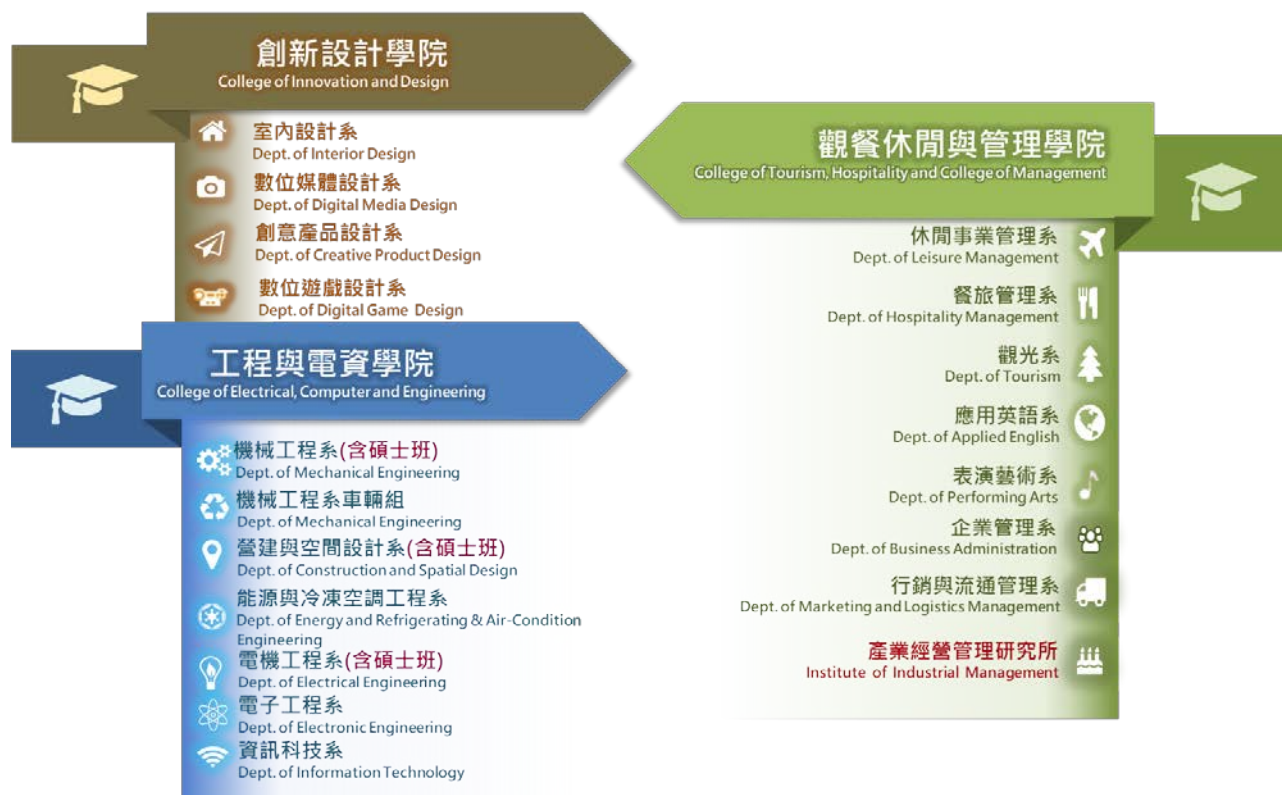 創新設計學院
College of Innovation and Design
室內設計系
Dept. of Interior Design
數位媒體設計系
Dept. of Digital Media Design
創意產品設計系
Dept. of Creative Product Design
數位遊戲設計系
Dept. of Digital Game Design
工程與電資學院
College of Electrical, Computer and Engineering
機械工程系(含碩士班)
Dept. of Mechanical Engineering
機械工程系車輛組
Dept. of Mechanical Engineering
營建與空間設計系(含碩士班)
Dept. of Construction and Spatial Design
能源與冷凍空調工程系
Dept. of Energy and Refrigerating & Air-Condition
Engineering
電機工程系(含碩士班)
Dept. of Electrical Engineering
電子工程系
Dept. of Electronic Engineering
資訊科技系
Dept. of Information Technology
觀餐休閒與管理學院
College of Tourism, Hospitality and College of Management
休閒事業管理系
Dept. of Leisure Management
餐旅管理系
Dept. of Hospitality Management
觀光系
Dept. of Tourism
應用英語系
Dept. of Applied English
表演藝術系
Dept. of Performing Arts
企業管理系
Dept. of Business Administration
行銷與流通管理系
Dept. of Marketing and Logistics Management
產業經營管理研究所
Institute of Industrial Management